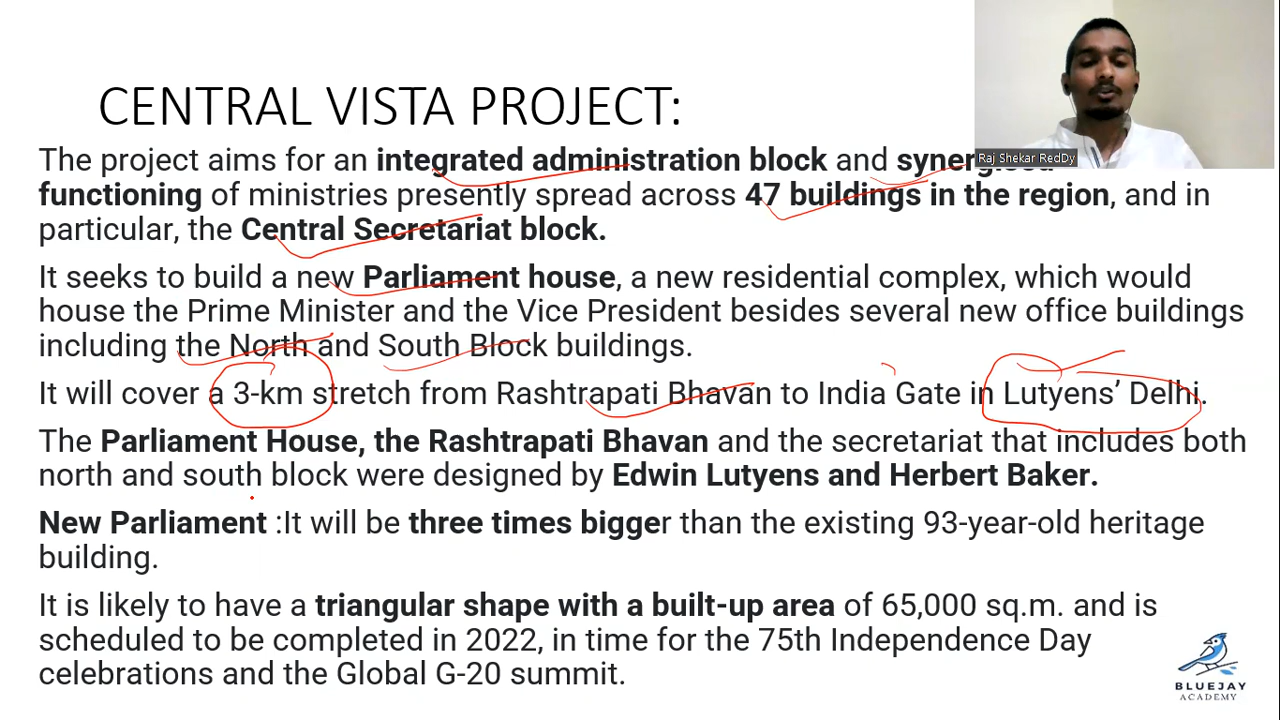 CENTRAL VISTA PROJECT:
Raj Shekar RedDy
The project aims for an integrated administration block and
functioning of ministries presently spread across 47 buildings in the region, and in
particular, the Central Secretariat block.
It seeks to build a new Parliament house, a new residential complex, which would
house the Prime Minister and the Vice President besides several new office buildings
including the North and South Block buildings.
It will cover a 3-km stretch from Rashtrapati Bhavan to India Gate in Lutyens’ Delhi.
The Parliament House, the Rashtrapati Bhavan and the secretariat that includes both
north and south block were designed by Edwin Lutyens and Herbert Baker.
New Parliament :It will be three times bigger than the existing 93-year-old heritage
building.
It is likely to have a triangular shape with a built-up area of 65,000 sq.m. and is
scheduled to be completed in 2022, in time for the 75th Independence Day
celebrations and the Global G-20 summit.
BLUEJAY
ACADEMY